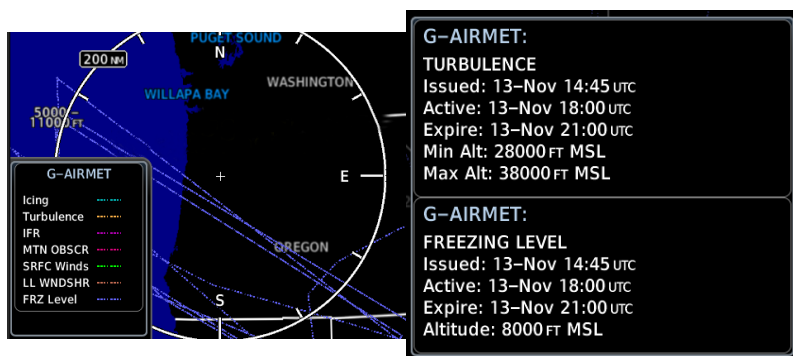 PUGET SOUND
N
200 NM
WASHINGTON
WILLAPA BAY
5000 –
11000 FT.
E
OREGON
S
G–AIRMET
Icing
Turbulence
IFR
MTN OBSCR
SRFC Winds
LL WNDSHR
FRZ Level
G–AIRMET:
TURBULENCE
Issued: 13–Nov 14:45 UTC
Active: 13–Nov 18:00 UTC
Expire: 13–Nov 21:00 UTC
Min Alt: 28000 FT MSL
Max Alt: 38000 FT MSL
G–AIRMET:
FREEZING LEVEL
Issued: 13–Nov 14:45 UTC
Active: 13–Nov 18:00 UTC
Expire: 13–Nov 21:00 UTC
Altitude: 8000 FT MSL